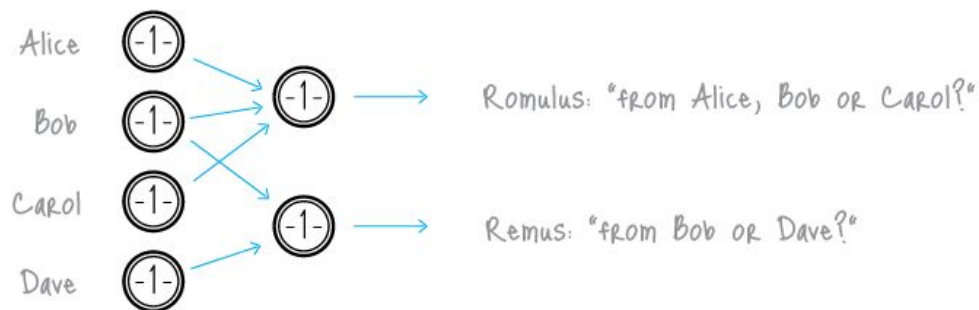 Alice
-1-
Bob
-1-
Carol
-1-
Dave
-1-
-1-
Romulus: "from Alice, Bob or Carol?"
-1-
Remus: "from Bob or Dave?"